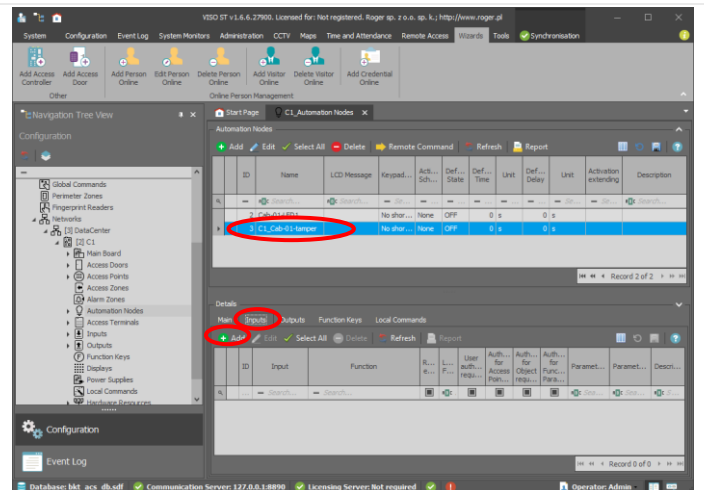 VISO ST v1.6.6.27900. Licensed for: Not registered. Roger sp. z o.o. sp. k.; http://www.roger.pl
System Configuration Event Log System Monitors Administration CCTV Maps Time and Attendance Remote Access Wizards Tools Synchronisation
Add Access Controller Add Access Door Add Person Online Edit Person Online Delete Person Online Add Visitor Online Delete Visitor Online Add Credential Online
Other Online Person Management
Navigation Tree View
Configuration
Global Commands
Perimeter Zones
Fingerprint Readers
Networks
[3] DataCenter
[2] C1
Main Board
Access Doors
Access Points
Access Zones
Alarm Zones
Automation Nodes
Access Terminals
Inputs
Outputs
Function Keys
Displays
Power Supplies
Local Commands
Hardware Resources
Configuration
Event Log
Start Page C1_Automation Nodes
Automation Nodes
Add Edit Select All Delete Remote Command Refresh Report
ID Name LCD Message Keypad... Acti... Sch... Def... State Def... Time Unit Def... Delay Unit Activation extending Description
Search... Search... Search...
2 Cab-01-LED1 No shor... None OFF 0 s 0 s
3 C1_Cab-01-tamper No shor... None OFF 0 s 0 s
Record 2 of 2
Details
Main Inputs Outputs Function Keys Local Commands
Add Edit Select All Delete Refresh Report
ID Input Function R... e... L... F... User auth... requ... Auth... for Access Poin... Auth... for Object requ... Auth... for Func... Para... Paramet... Paramet... Descri...
Search... Search...
Record 0 of 0
Database: bkt_acs_db.sdf Communication Server: 127.0.0.1:8890 Licensing Server: Not required Operator: Admin